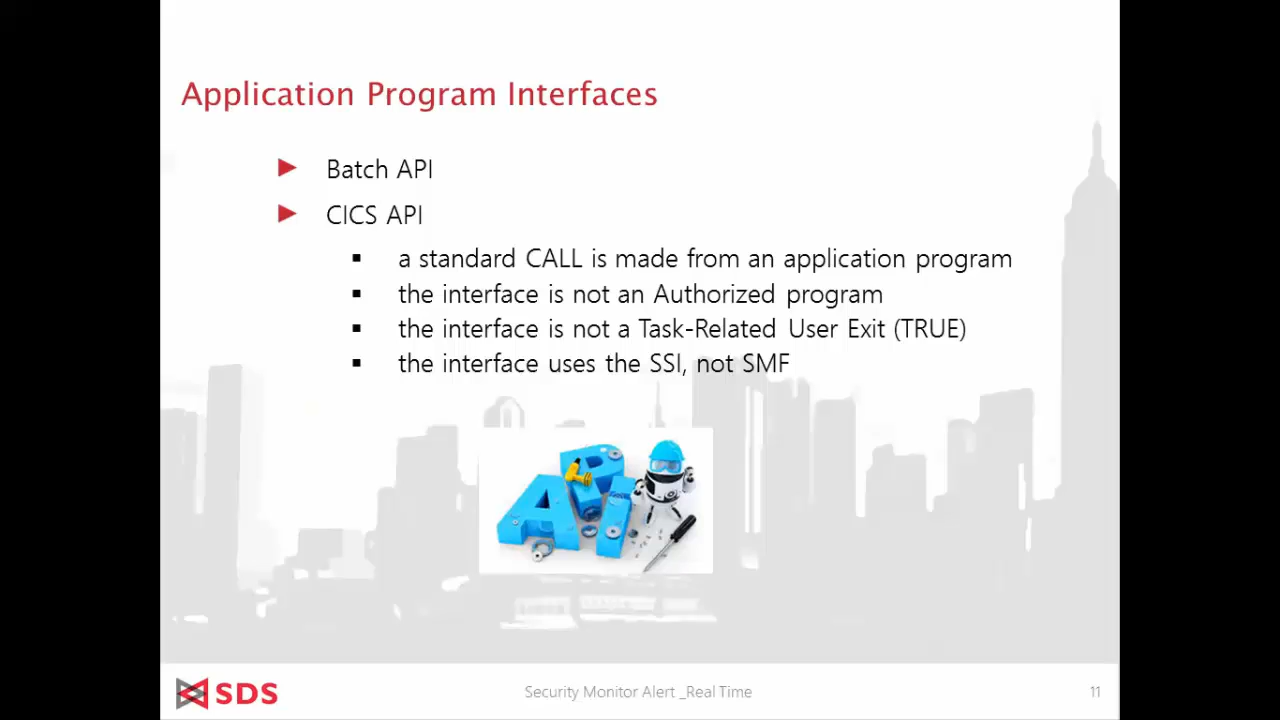 Application Program Interfaces
Batch API
CICS API
a standard CALL is made from an application program
the interface is not an Authorized program
the interface is not a Task-Related User Exit (TRUE)
the interface uses the SSI, not SMF
API
SDS
Security Monitor Alert _Real Time
11